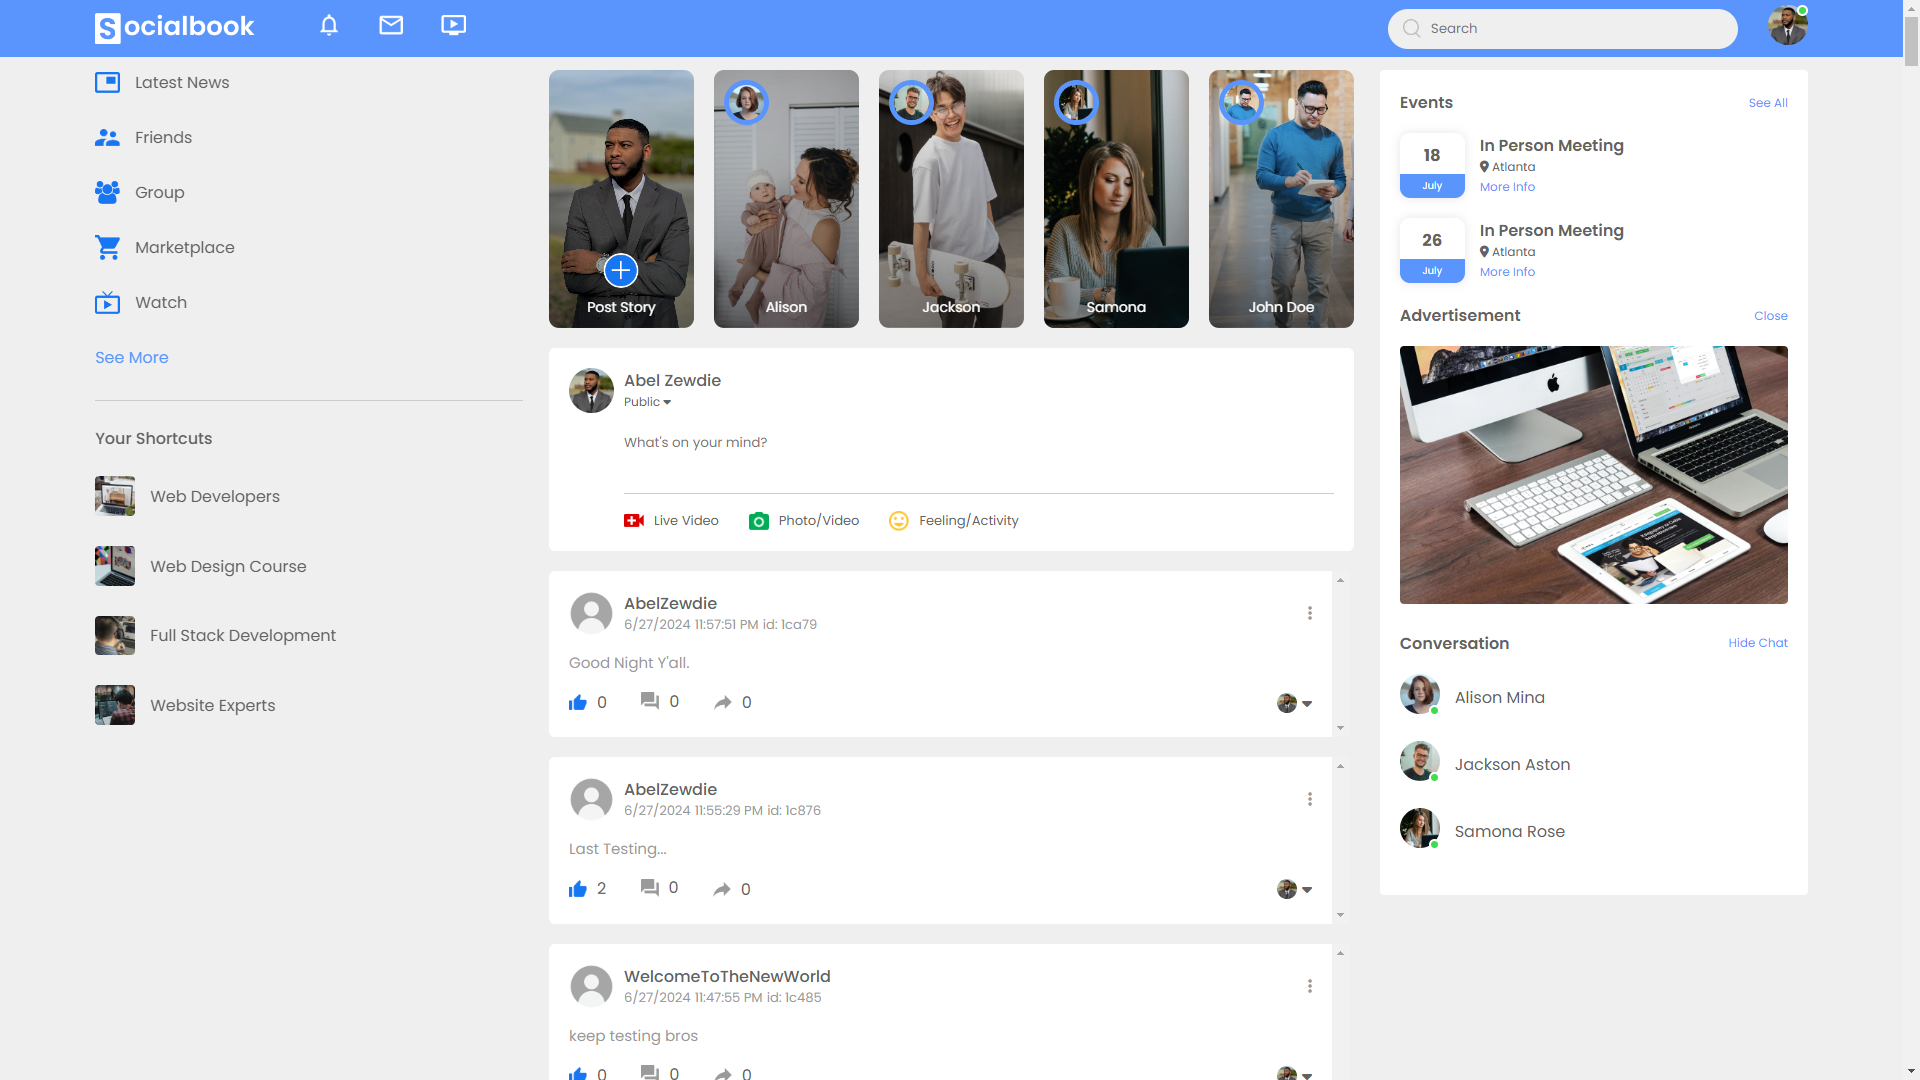 Socialbook
Search
Latest News
Friends
Group
Marketplace
Watch
See More
Your Shortcuts
Web Developers
Web Design Course
Full Stack Development
Website Experts
Post Story
Alison
Jackson
Samona
John Doe
Abel Zewdie
Public
What's on your mind?
Live Video
Photo/Video
Feeling/Activity
AbelZewdie
6/27/2024 11:57:51 PM id: 1ca79
Good Night Y'all.
0 0 0
AbelZewdie
6/27/2024 11:55:29 PM id: 1c876
Last Testing...
2 0 0
WelcomeToTheNewWorld
6/27/2024 11:47:55 PM id: 1c485
keep testing bros
0 0 0
Events
See All
18
July
In Person Meeting
Atlanta
More Info
26
July
In Person Meeting
Atlanta
More Info
Advertisement
Close
Conversation
Hide Chat
Alison Mina
Jackson Aston
Samona Rose